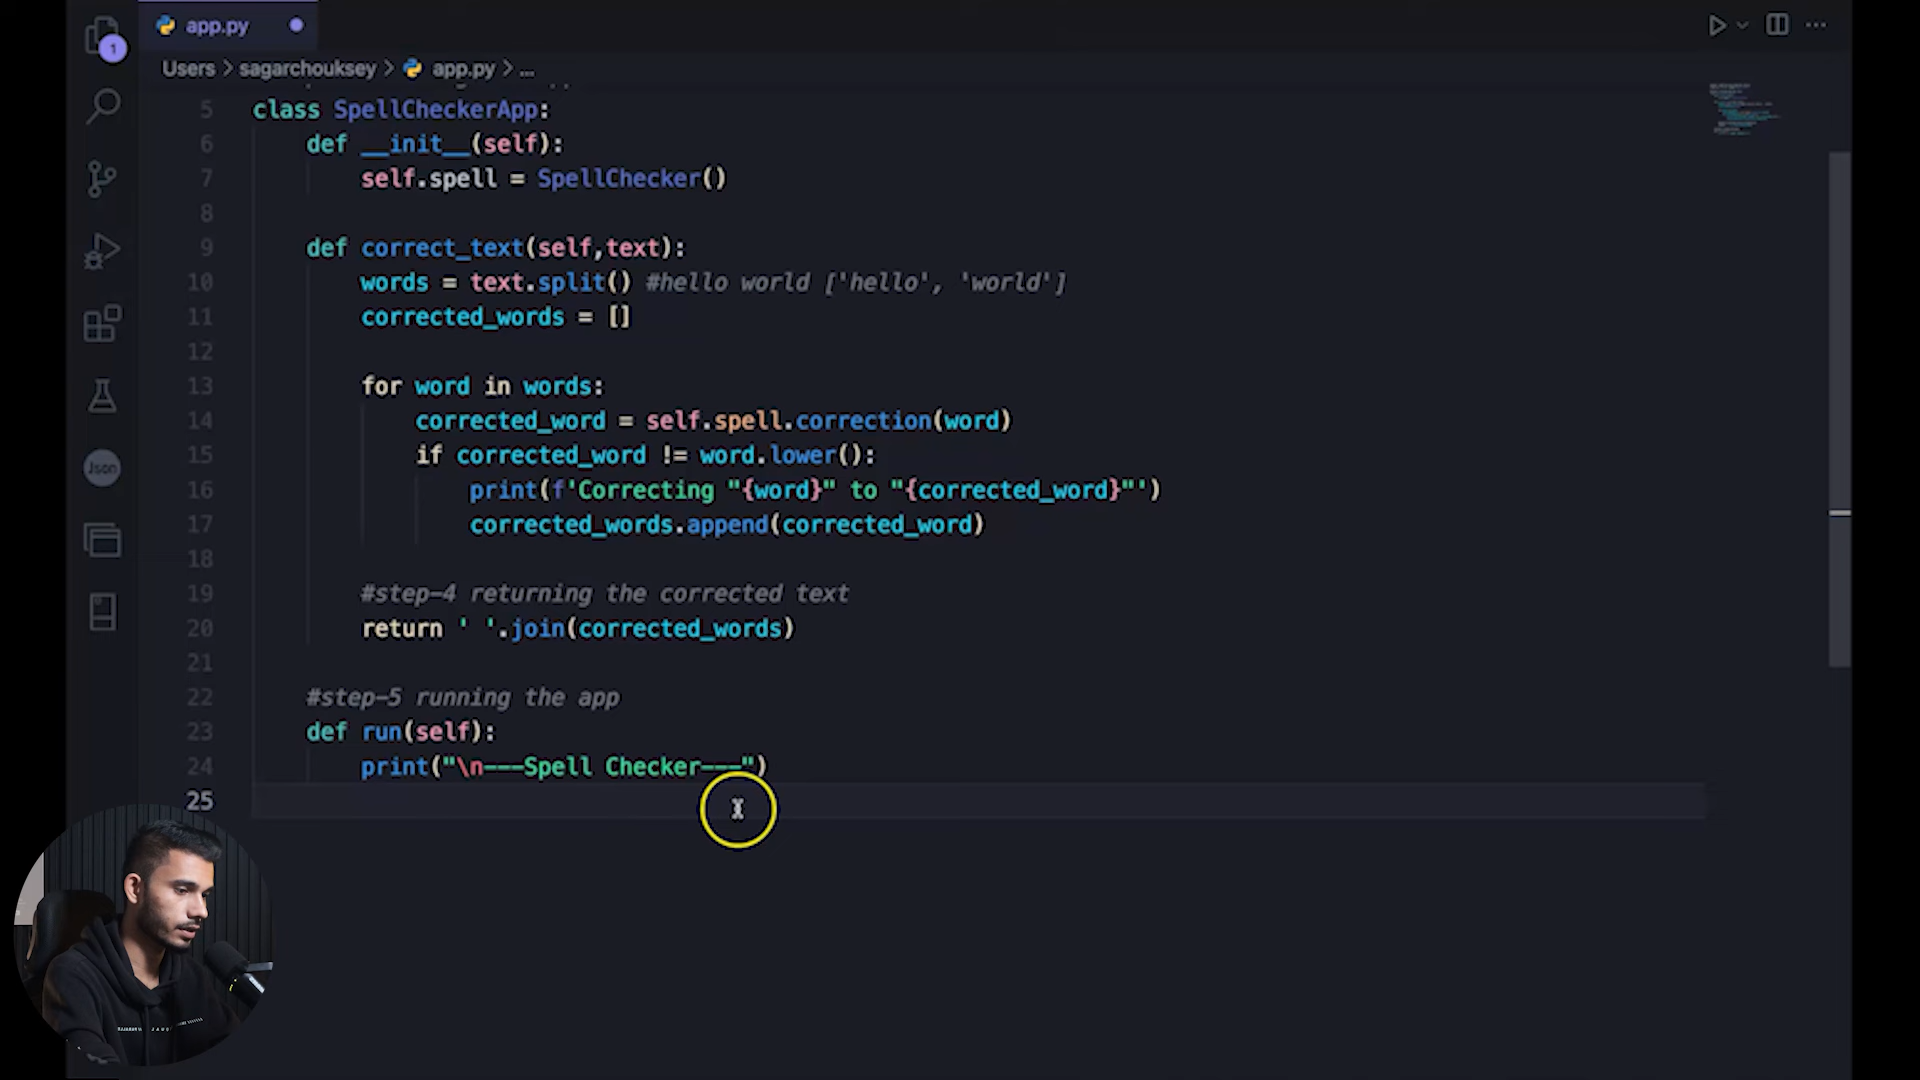 app.py
1
Users > sagarchouksey > app.py > ...
5 class SpellCheckerApp:
6 def __init__(self):
7 self.spell = SpellChecker()
8
9 def correct_text(self,text):
10 words = text.split() #hello world ['hello', 'world']
11 corrected_words = []
12
13 for word in words:
14 corrected_word = self.spell.correction(word)
15 if corrected_word != word.lower():
16 print(f'Correcting "{word}" to "{corrected_word}"')
17 corrected_words.append(corrected_word)
18
19 #step-4 returning the corrected text
20 return ' '.join(corrected_words)
21
22 #step-5 running the app
23 def run(self):
24 print("\n---Spell Checker---")
25
Json